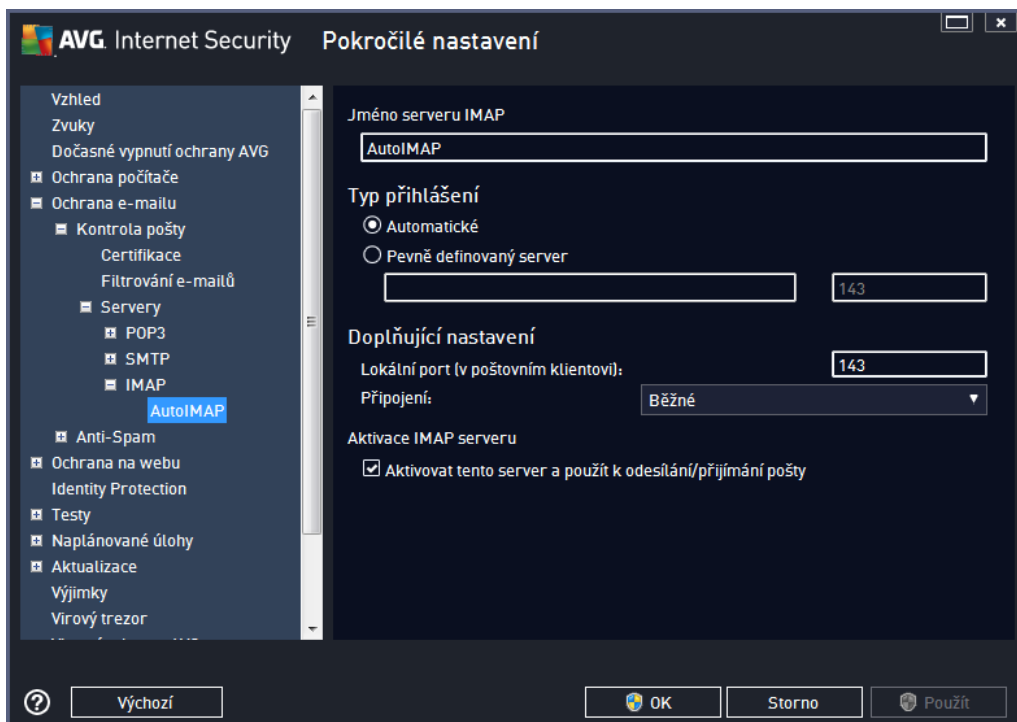 AVG. Internet Security Pokročilé nastavení
Vzhled
Zvuky
Dočasné vypnutí ochrany AVG
Ochrana počítače
Ochrana e-mailu
Kontrola pošty
Certifikace
Filtrování e-mailů
Servery
POP3
SMTP
IMAP
AutoIMAP
Anti-Spam
Ochrana na webu
Identity Protection
Testy
Naplánované úlohy
Aktualizace
Výjimky
Virový trezor
Jméno serveru IMAP
AutoIMAP
Typ přihlášení
Automatické
Pevně definovaný server
143
Doplňující nastavení
Lokální port (v poštovním klientovi): 143
Připojení: Běžné
Aktivace IMAP serveru
Aktivovat tento server a použít k odesílání/přijímání pošty
Výchozí
OK
Storno
Použít